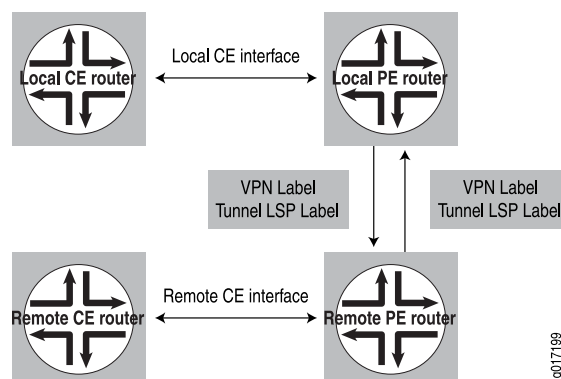 Local CE interface
Local CE router
Local PE router
VPN Label
Tunnel LSP Label
VPN Label
Tunnel LSP Label
Remote CE interface
Remote CE router
Remote PE router
g017199